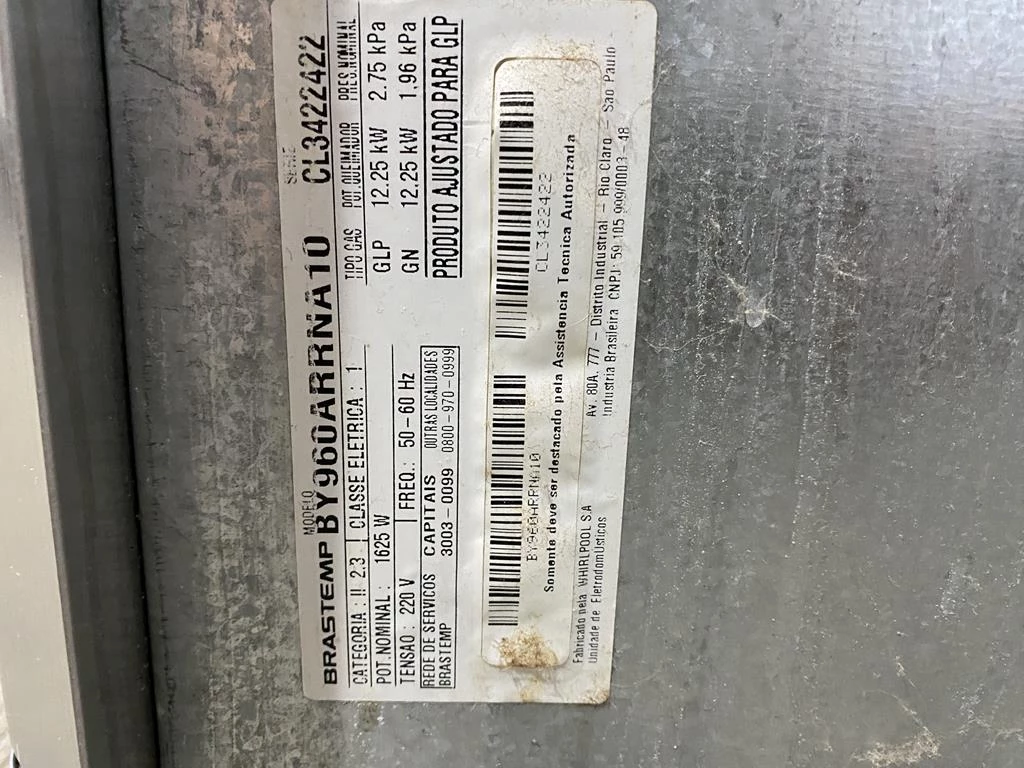 MODELO SERIE
BRASTEMP BY960ARRNA10 CL3422422
CATEGORIA : II 2,3 CLASSE ELETRICA : 1
POT. NOMINAL : 1625 W
TENSAO : 220 V FREQ.: 50-60 Hz
REDE DE SERVICOS CAPITAIS OUTRAS LOCALIDADES
BRASTEMP 3003-0099 0800-970-0999
TIPO GAS POT. QUEIMADOR PRES. NOMINAL
GLP 12.25 kW 2.75 kPa
GN 12.25 kW 1.96 kPa
PRODUTO AJUSTADO PARA GLP
BY960ARRNA10 CL3422422
Somente deve ser destacado pela Assistencia Tecnica Autorizada
Fabricado pela WHIRLPOOL S.A Av. 80A, 777 - Distrito Industrial - Rio Claro - Sao Paulo -
Unidade de EletrodomUsticos Industria Brasileira CNPJ: 59.105.999/0003-48